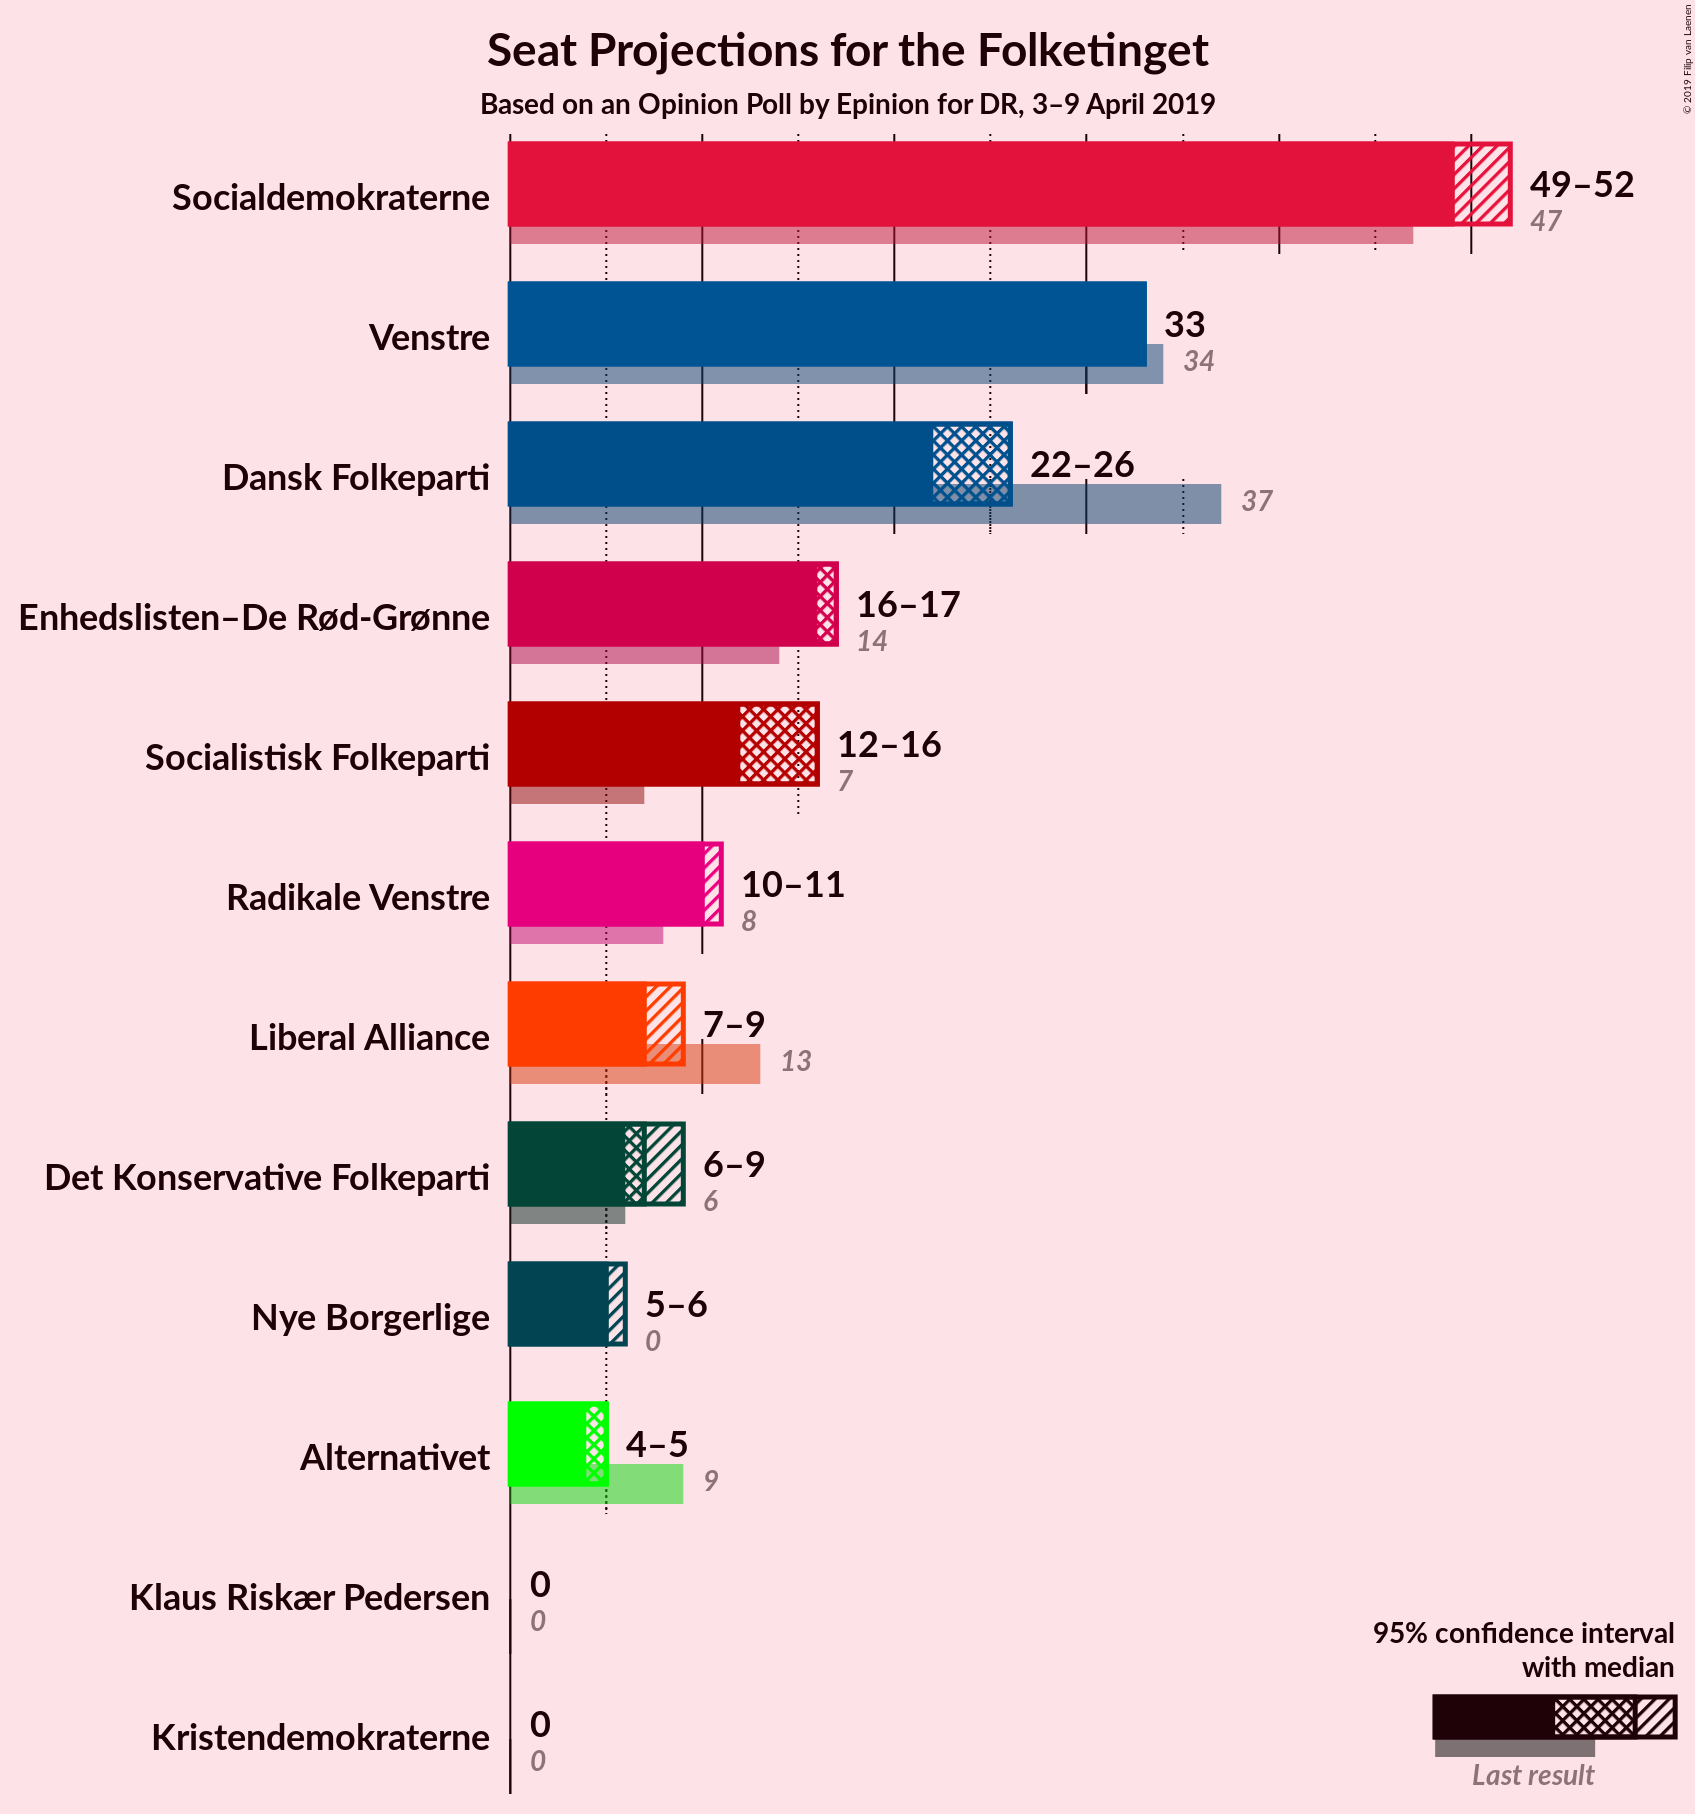 Seat Projections for the Folketinget
Based on an Opinion Poll by Epinion for DR, 3–9 April 2019
© 2019 Filip van Laenen
Socialdemokraterne
49–52
47
Venstre
33
34
Dansk Folkeparti
22–26
37
Enhedslisten–De Rød-Grønne
16–17
14
Socialistisk Folkeparti
12–16
7
Radikale Venstre
10–11
8
Liberal Alliance
7–9
13
Det Konservative Folkeparti
6–9
6
Nye Borgerlige
5–6
0
Alternativet
4–5
9
Klaus Riskær Pedersen
0
0
Kristendemokraterne
0
0
95% confidence interval
with median
Last result